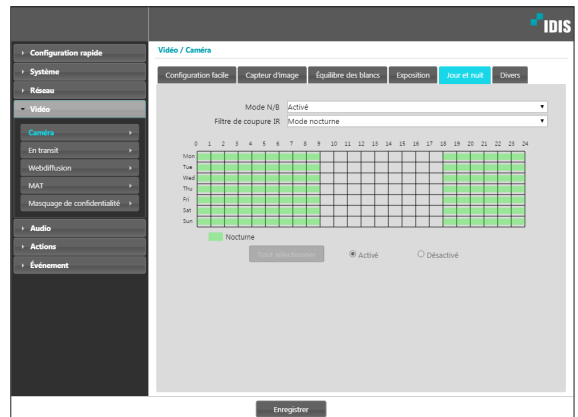 IDIS
Configuration rapide
Système
Réseau
Vidéo
Caméra
En transit
Webdiffusion
MAT
Masquage de confidentialité
Audio
Actions
Événement
Vidéo / Caméra
Configuration facile Capteur d'image Équilibre des blancs Exposition Jour et nuit Divers
Mode N/B Activé
Filtre de coupure IR Mode nocturne
0 1 2 3 4 5 6 7 8 9 10 11 12 13 14 15 16 17 18 19 20 21 22 23 24
Mon
Tue
Wed
Thu
Fri
Sat
Sun
Nocturne
Tout sélectionner Activé Désactivé
Enregistrer